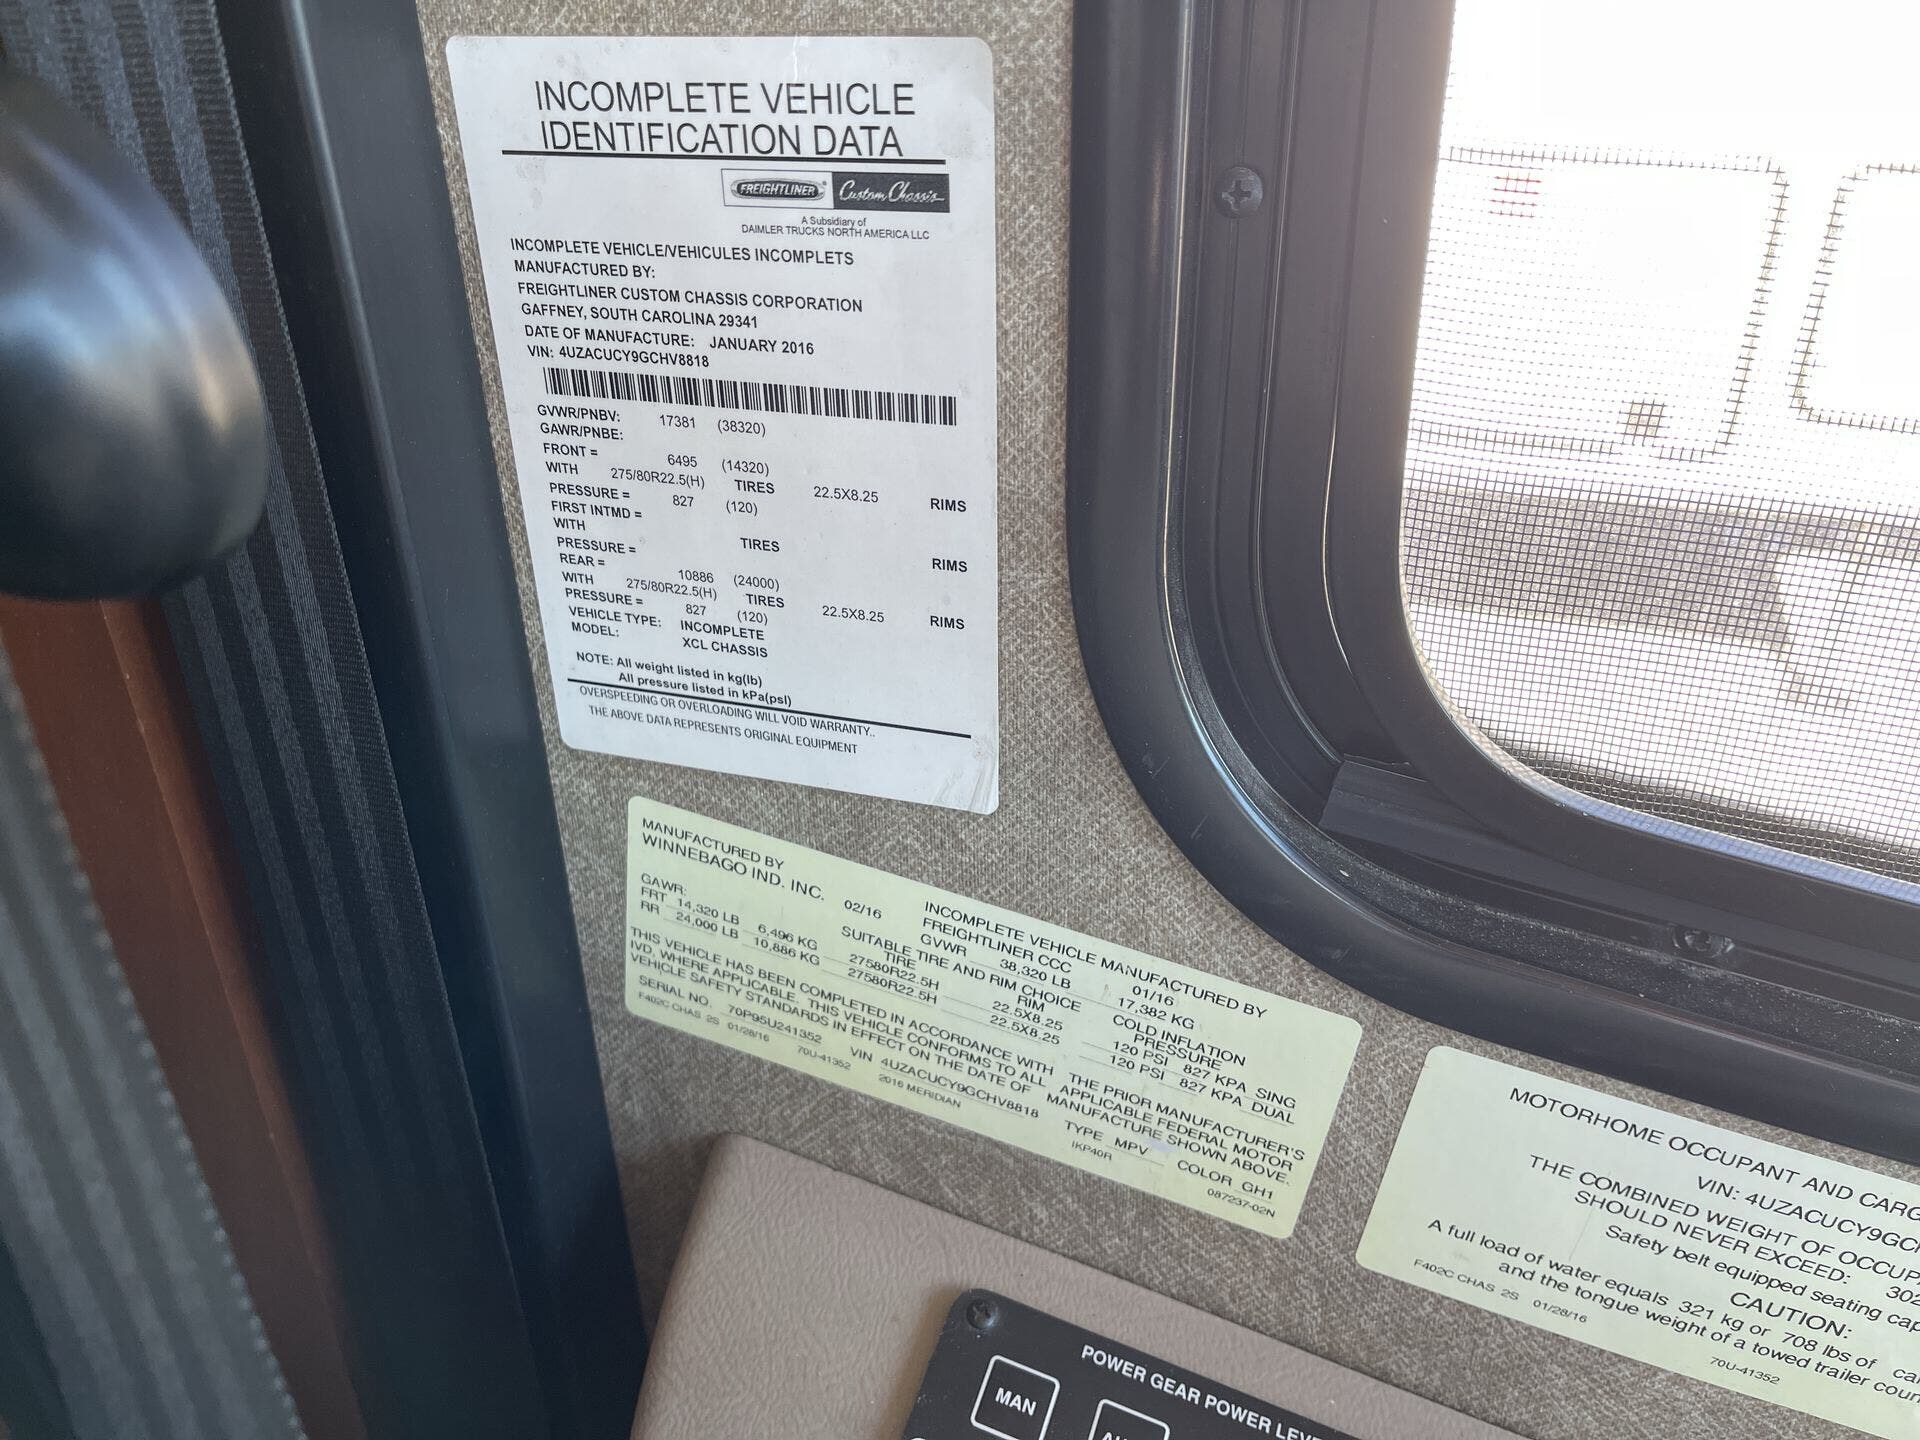 INCOMPLETE VEHICLE
IDENTIFICATION DATA
FREIGHTLINER Custom Chassis
A Subsidiary of
DAIMLER TRUCKS NORTH AMERICA LLC
INCOMPLETE VEHICLE/VEHICULES INCOMPLETS
MANUFACTURED BY:
FREIGHTLINER CUSTOM CHASSIS CORPORATION
GAFFNEY, SOUTH CAROLINA 29341
DATE OF MANUFACTURE: JANUARY 2016
VIN: 4UZACUCY9GCHV8818
GVWR/PNBV: 17381 (38320)
GAWR/PNBE:
FRONT = 6495 (14320)
WITH 275/80R22.5(H) TIRES 22.5X8.25 RIMS
PRESSURE = 827 (120)
FIRST INTMD =
WITH TIRES RIMS
PRESSURE =
REAR = 10886 (24000)
WITH 275/80R22.5(H) TIRES 22.5X8.25 RIMS
PRESSURE = 827 (120)
VEHICLE TYPE: INCOMPLETE
MODEL: XCL CHASSIS
NOTE: All weight listed in kg(lb)
All pressure listed in kPa(psi)
OVERSPEEDING OR OVERLOADING WILL VOID WARRANTY..
THE ABOVE DATA REPRESENTS ORIGINAL EQUIPMENT
MANUFACTURED BY INCOMPLETE VEHICLE MANUFACTURED BY
WINNEBAGO IND. INC. 02/16 FREIGHTLINER CCC 01/16
GVWR 38,320 LB 17,382 KG
GAWR: SUITABLE TIRE AND RIM CHOICE COLD INFLATION
TIRE RIM PRESSURE
FRT 14,320 LB 6,496 KG 27580R22.5H 22.5X8.25 120 PSI 827 KPA SING
RR 24,000 LB 10,886 KG 27580R22.5H 22.5X8.25 120 PSI 827 KPA DUAL
THIS VEHICLE HAS BEEN COMPLETED IN ACCORDANCE WITH THE PRIOR MANUFACTURER'S
IVD, WHERE APPLICABLE. THIS VEHICLE CONFORMS TO ALL APPLICABLE FEDERAL MOTOR
VEHICLE SAFETY STANDARDS IN EFFECT ON THE DATE OF MANUFACTURE SHOWN ABOVE.
SERIAL NO. 70P95U241352 VIN 4UZACUCY9GCHV8818 TYPE MPV COLOR GH1
F402C CHAS 2S 01/28/16 70U-41352 2016 MERIDIAN IKP40R 087237-02N
MOTORHOME OCCUPANT AND CARG
VIN: 4UZACUCY9GC
THE COMBINED WEIGHT OF OCCUP
SHOULD NEVER EXCEED: 302
Safety belt equipped seating cap
CAUTION:
A full load of water equals 321 kg or 708 lbs of
and the tongue weight of a towed trailer coun
F402C CHAS 2S 01/28/16 70U-41352
POWER GEAR POWER LEVE
MAN